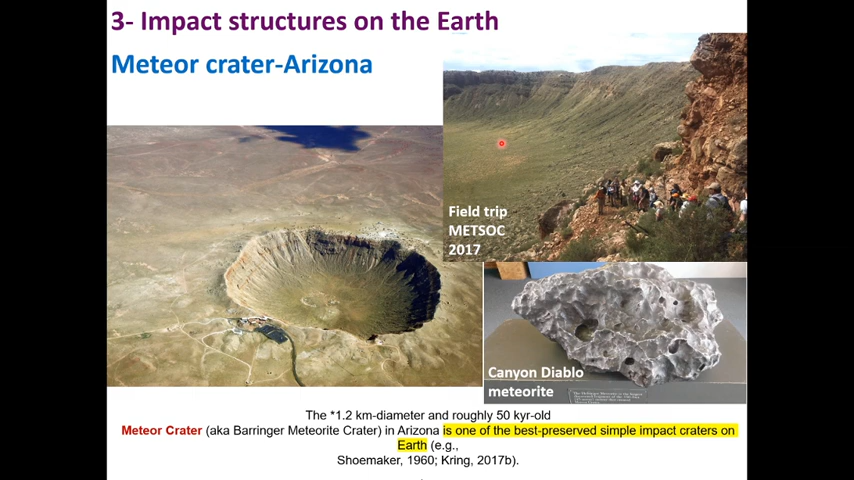 3- Impact structures on the Earth
Meteor crater-Arizona
Field trip
METSOC
2017
Canyon Diablo
meteorite
The *1.2 km-diameter and roughly 50 kyr-old
Meteor Crater (aka Barringer Meteorite Crater) in Arizona is one of the best-preserved simple impact craters on
Earth (e.g.,
Shoemaker, 1960; Kring, 2017b).